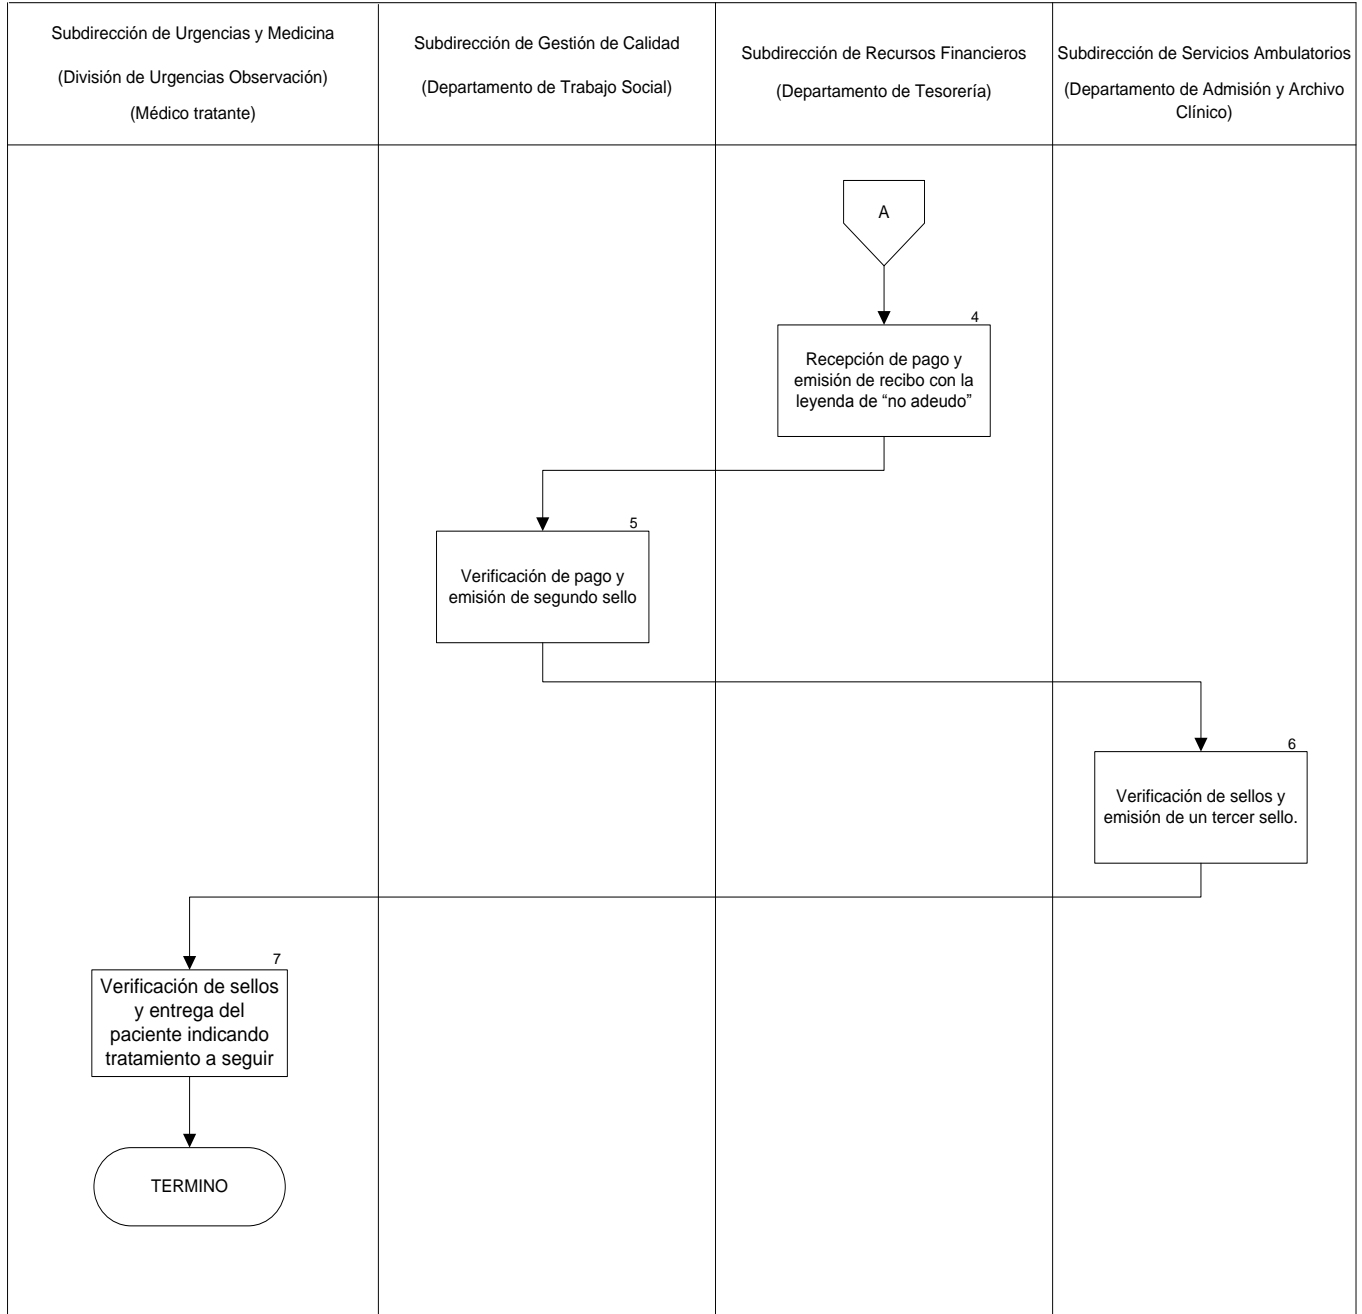 Subdirección de Urgencias y Medicina
(División de Urgencias Observación)
(Médico tratante)
Subdirección de Gestión de Calidad
(Departamento de Trabajo Social)
Subdirección de Recursos Financieros
(Departamento de Tesorería)
Subdirección de Servicios Ambulatorios
(Departamento de Admisión y Archivo
Clínico)
A
4
Recepción de pago y
emisión de recibo con la
leyenda de “no adeudo”
5
Verificación de pago y
emisión de segundo sello
6
Verificación de sellos y
emisión de un tercer sello.
7
Verificación de sellos
y entrega del
paciente indicando
tratamiento a seguir
TERMINO